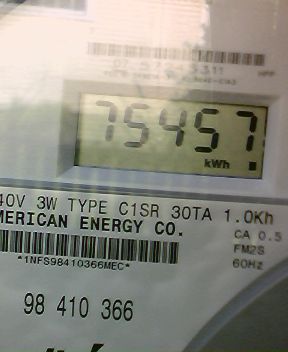 75457
kWh
40V 3W TYPE C1SR 30TA 1.0Kh
MERICAN ENERGY CO.
CA 0.5
FM2S
60Hz
*1NFS98410366MEC*
98 410 366